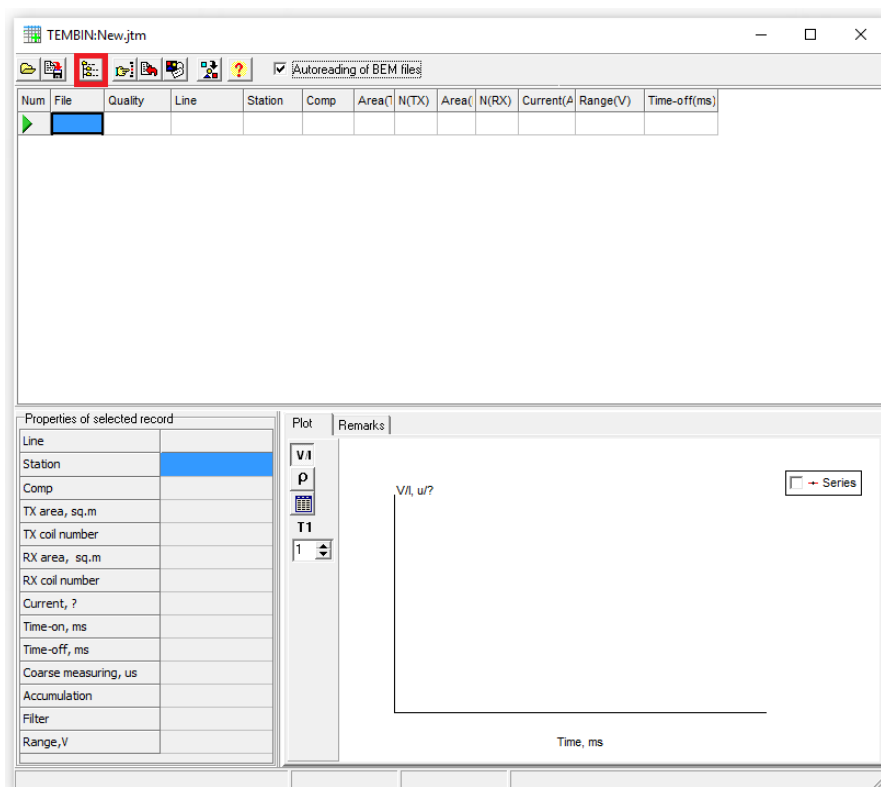 TEMBIN:New.jtm
? Autoreading of BEM files
Num File Quality Line Station Comp Area(T N(TX) Area( N(RX) Current(A Range(V) Time-off(ms)
Properties of selected record
Line
Station
Comp
TX area, sq.m
TX coil number
RX area, sq.m
RX coil number
Current, ?
Time-on, ms
Time-off, ms
Coarse measuring, us
Accumulation
Filter
Range,V
Plot Remarks
V/I
ρ
T1
1
V/I, u/?
Series
Time, ms